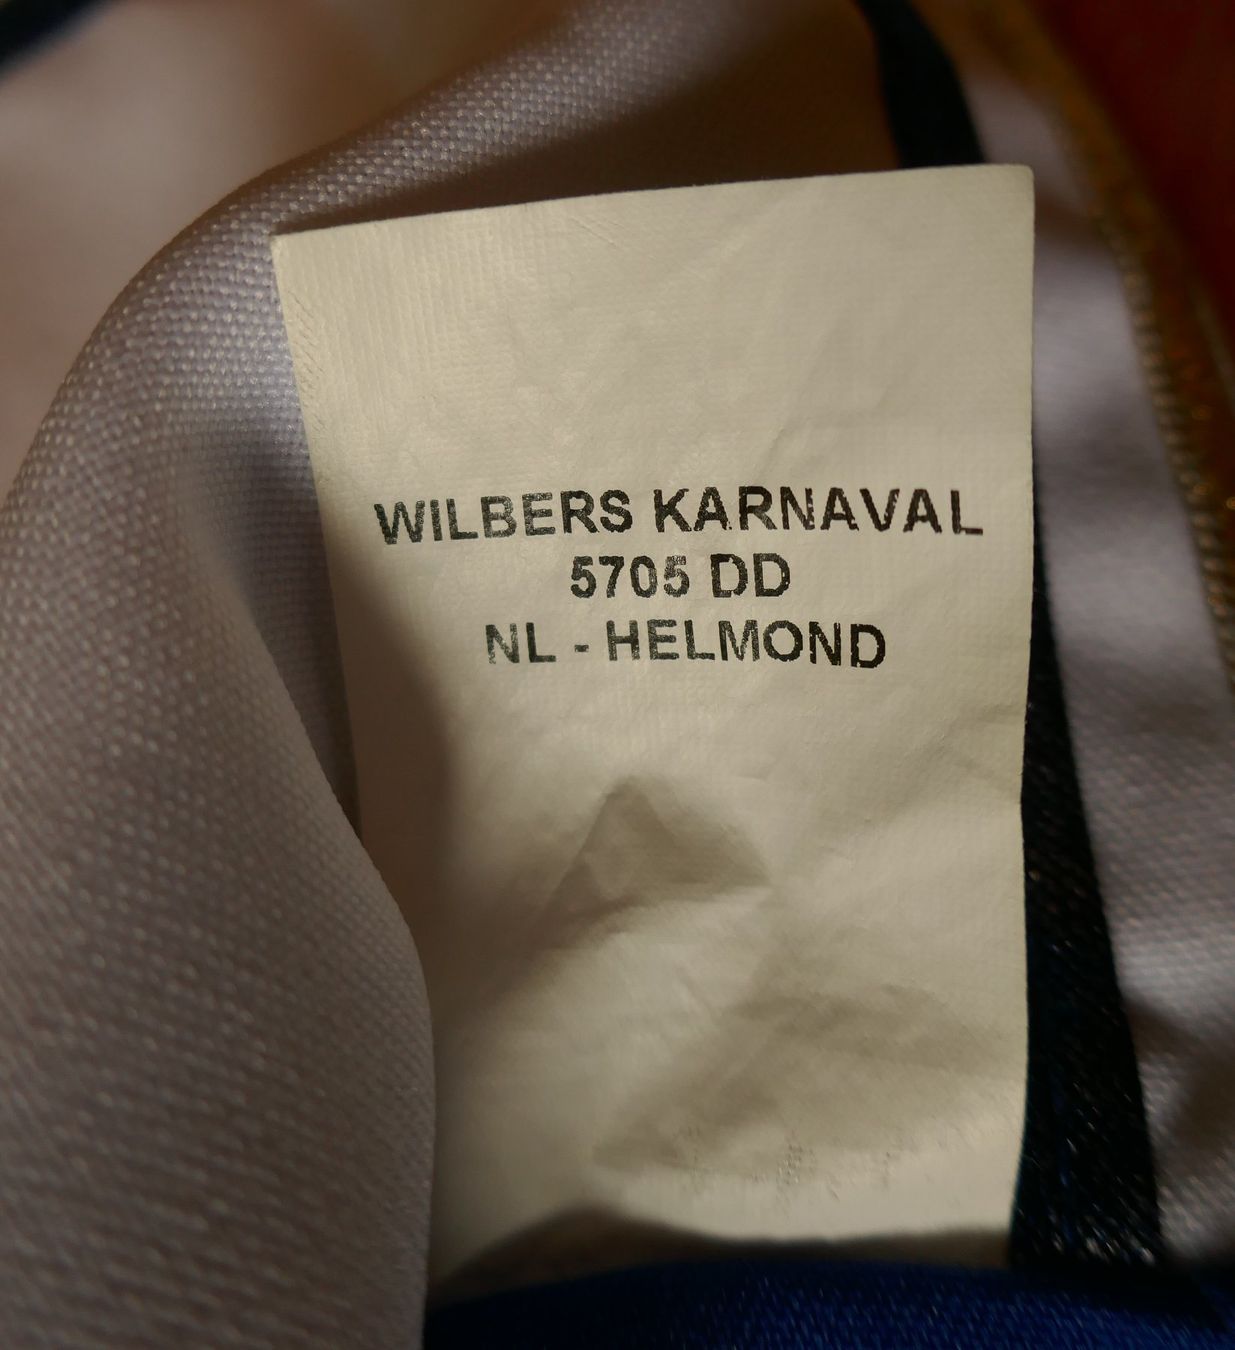 WILBERS KARNAVAL
5705 DD
NL - HELMOND